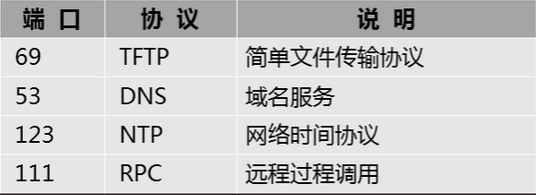 端 口 协 议 说 明
69 TFTP 简单文件传输协议
53 DNS 域名服务
123 NTP 网络时间协议
111 RPC 远程过程调用